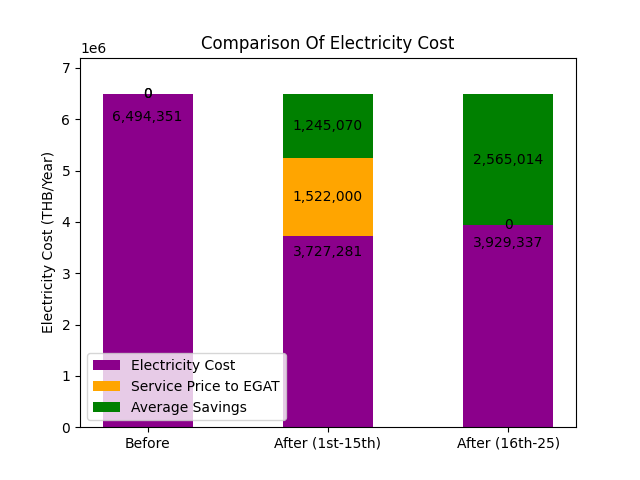 Comparison Of Electricity Cost
1e6
7
6
5
4
3
2
1
0
Electricity Cost (THB/Year)
0
6,494,351
1,245,070
1,522,000
3,727,281
2,565,014
0
3,929,337
Electricity Cost
Service Price to EGAT
Average Savings
Before
After (1st-15th)
After (16th-25)